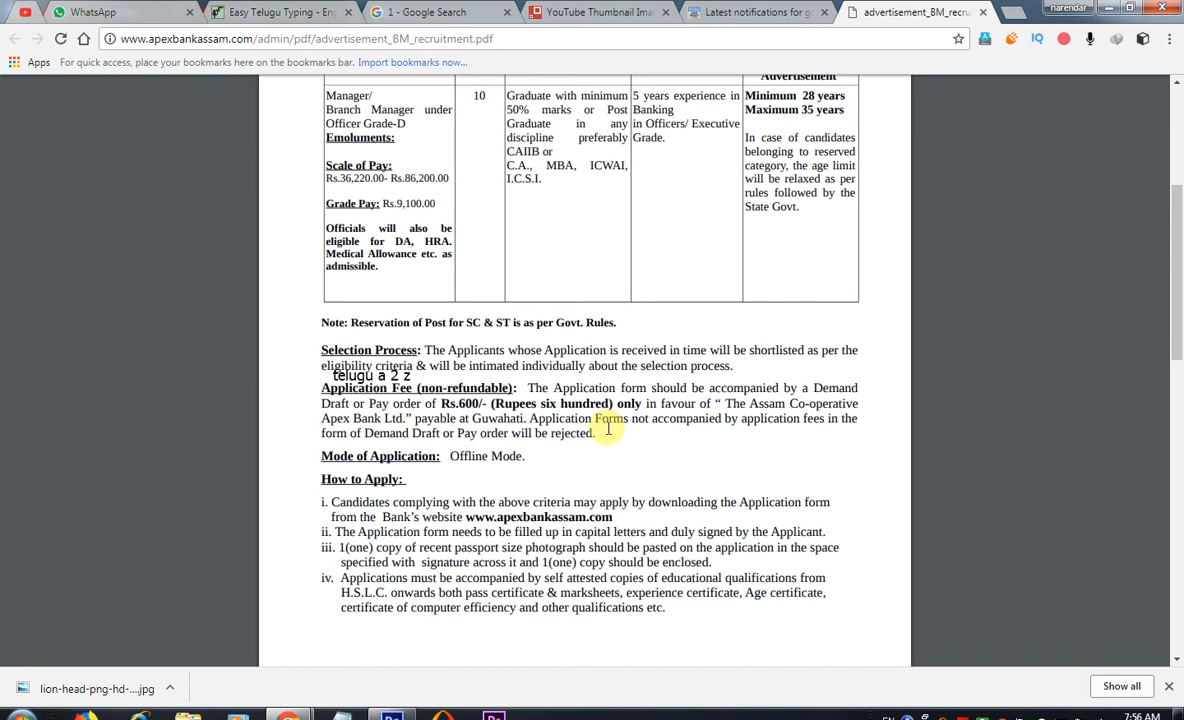 WhatsApp
Easy Telugu Typing - Eng
1 - Google Search
YouTube Thumbnail Ima
Latest notifications for g
advertisement_BM_recru
narendar
www.apexbankassam.com/admin/pdf/advertisement_BM_recruitment.pdf
IQ
Apps For quick access, place your bookmarks here on the bookmarks bar. Import bookmarks now...
Advertisement
Manager/
Branch Manager under
Officer Grade-D
Emoluments:
Scale of Pay:
Rs.36,220.00- Rs.86,200.00
Grade Pay: Rs.9,100.00
Officials will also be
eligible for DA, HRA.
Medical Allowance etc. as
admissible.
10
Graduate with minimum
50% marks or Post
Graduate in any
discipline preferably
CAIIB or
C.A., MBA, ICWAI,
I.C.S.I.
5 years experience in
Banking
in Officers/ Executive
Grade.
Minimum 28 years
Maximum 35 years
In case of candidates
belonging to reserved
category, the age limit
will be relaxed as per
rules followed by the
State Govt.
Note: Reservation of Post for SC & ST is as per Govt. Rules.
Selection Process: The Applicants whose Application is received in time will be shortlisted as per the
eligibility criteria & will be intimated individually about the selection process.
telugu a 2 z
Application Fee (non-refundable): The Application form should be accompanied by a Demand
Draft or Pay order of Rs.600/- (Rupees six hundred) only in favour of “ The Assam Co-operative
Apex Bank Ltd.” payable at Guwahati. Application Forms not accompanied by application fees in the
form of Demand Draft or Pay order will be rejected.
Mode of Application: Offline Mode.
How to Apply:
i. Candidates complying with the above criteria may apply by downloading the Application form
from the Bank’s website www.apexbankassam.com
ii. The Application form needs to be filled up in capital letters and duly signed by the Applicant.
iii. 1(one) copy of recent passport size photograph should be pasted on the application in the space
specified with signature across it and 1(one) copy should be enclosed.
iv. Applications must be accompanied by self attested copies of educational qualifications from
H.S.L.C. onwards both pass certificate & marksheets, experience certificate, Age certificate,
certificate of computer efficiency and other qualifications etc.
lion-head-png-hd-....jpg
Show all
EN
7:56 AM